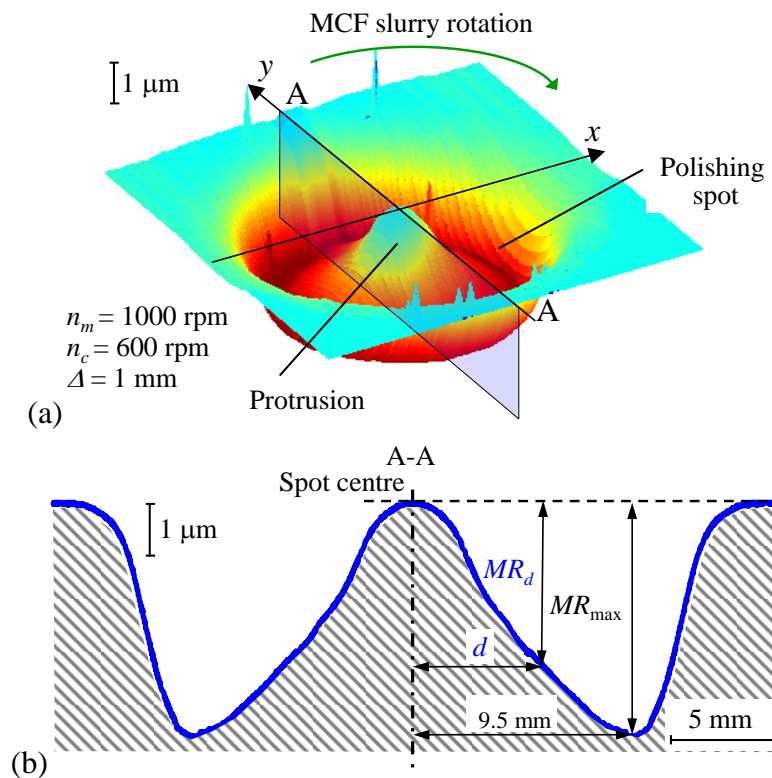 MCF slurry rotation
1 μm
y
A
x
Polishing
spot
A
n_m = 1000 rpm
n_c = 600 rpm
Δ = 1 mm
Protrusion
(a)
A-A
Spot centre
1 μm
MR_d
MR_max
d
9.5 mm
5 mm
(b)